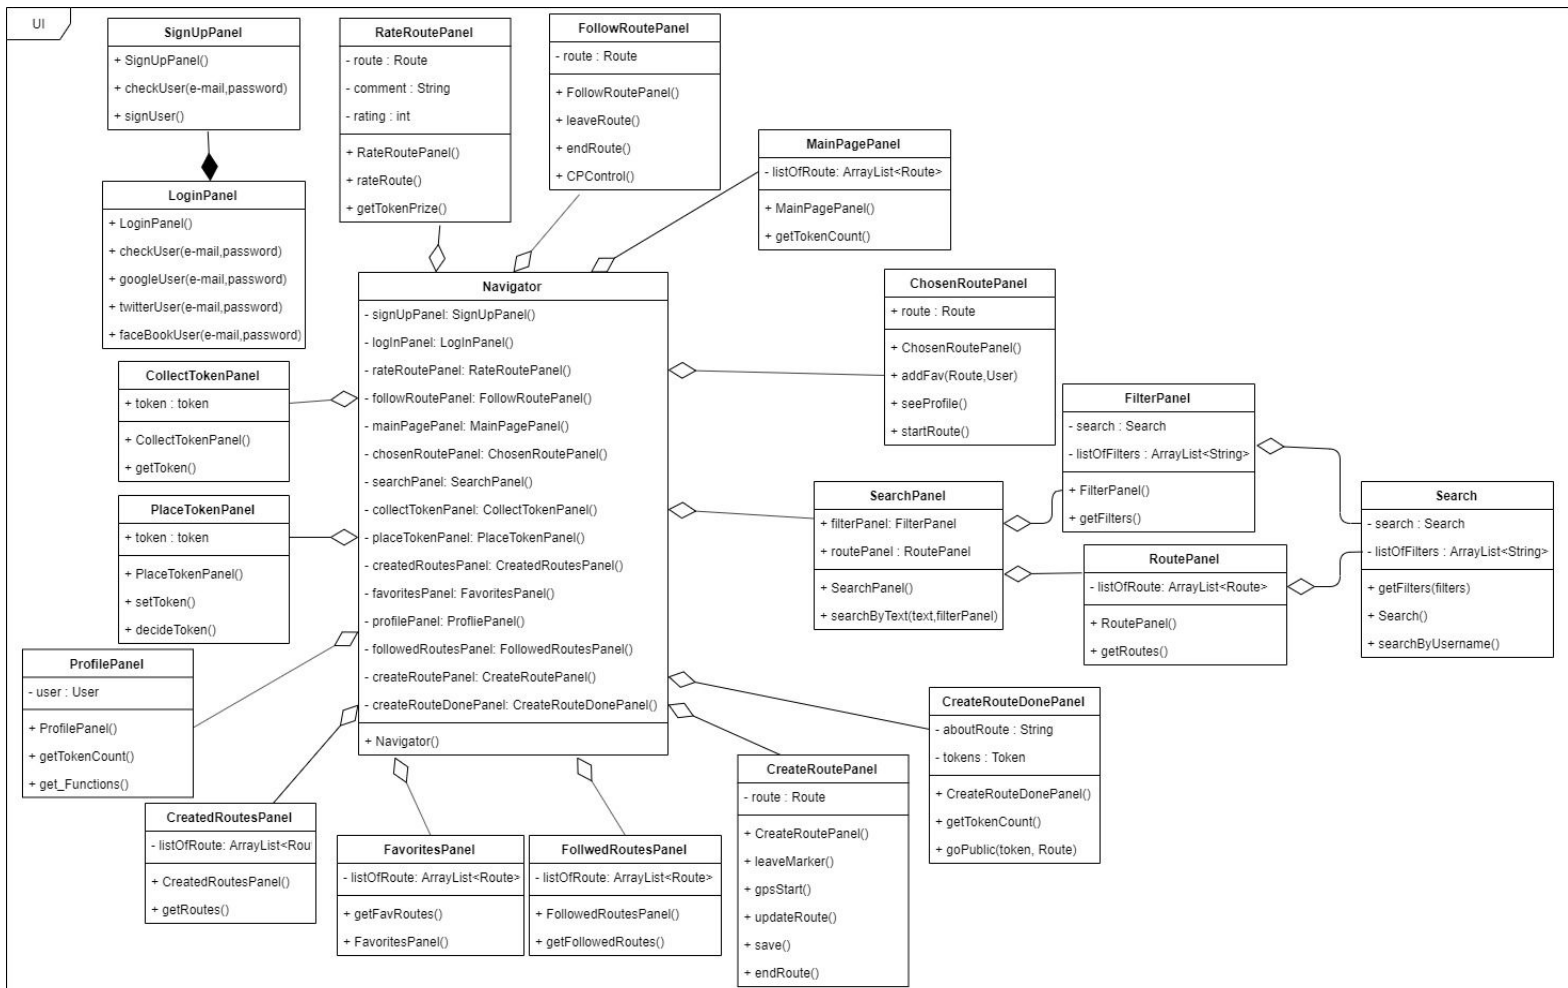 UI
SignUpPanel
+ SignUpPanel()
+ checkUser(e-mail,password)
+ signUser()
RateRoutePanel
- route : Route
- comment : String
- rating : int
+ RateRoutePanel()
+ rateRoute()
+ getTokenPrize()
FollowRoutePanel
- route : Route
+ FollowRoutePanel()
+ leaveRoute()
+ endRoute()
+ CPControl()
MainPagePanel
- listOfRoute: ArrayList<Route>
+ MainPagePanel()
+ getTokenCount()
LoginPanel
+ LoginPanel()
+ checkUser(e-mail,password)
+ googleUser(e-mail,password)
+ twitterUser(e-mail,password)
+ faceBookUser(e-mail,password)
Navigator
- signUpPanel: SignUpPanel()
- logInPanel: LogInPanel()
- rateRoutePanel: RateRoutePanel()
- followRoutePanel: FollowRoutePanel()
- mainPagePanel: MainPagePanel()
- chosenRoutePanel: ChosenRoutePanel()
- searchPanel: SearchPanel()
- collectTokenPanel: CollectTokenPanel()
- placeTokenPanel: PlaceTokenPanel()
- createdRoutesPanel: CreatedRoutesPanel()
- favoritesPanel: FavoritesPanel()
- profilePanel: ProfliePanel()
- followedRoutesPanel: FollowedRoutesPanel()
- createRoutePanel: CreateRoutePanel()
- createRouteDonePanel: CreateRouteDonePanel()
+ Navigator()
ChosenRoutePanel
+ route : Route
+ ChosenRoutePanel()
+ addFav(Route,User)
+ seeProfile()
+ startRoute()
CollectTokenPanel
+ token : token
+ CollectTokenPanel()
+ getToken()
FilterPanel
- search : Search
- listOfFilters : ArrayList<String>
+ FilterPanel()
+ getFilters()
SearchPanel
+ filterPanel: FilterPanel
+ routePanel : RoutePanel
+ SearchPanel()
+ searchByText(text,filterPanel)
Search
- search : Search
- listOfFilters : ArrayList<String>
+ getFilters(filters)
+ Search()
+ searchByUsername()
PlaceTokenPanel
+ token : token
+ PlaceTokenPanel()
+ setToken()
+ decideToken()
RoutePanel
- listOfRoute: ArrayList<Route>
+ RoutePanel()
+ getRoutes()
ProfilePanel
- user : User
+ ProfilePanel()
+ getTokenCount()
+ get_Functions()
CreateRouteDonePanel
- aboutRoute : String
- tokens : Token
+ CreateRouteDonePanel()
+ getTokenCount()
+ goPublic(token, Route)
CreatedRoutesPanel
- listOfRoute: ArrayList<Rou
+ CreatedRoutesPanel()
+ getRoutes()
FavoritesPanel
- listOfRoute: ArrayList<Route>
+ getFavRoutes()
+ FavoritesPanel()
FollwedRoutesPanel
- listOfRoute: ArrayList<Route>
+ FollowedRoutesPanel()
+ getFollowedRoutes()
CreateRoutePanel
- route : Route
+ CreateRoutePanel()
+ leaveMarker()
+ gpsStart()
+ updateRoute()
+ save()
+ endRoute()